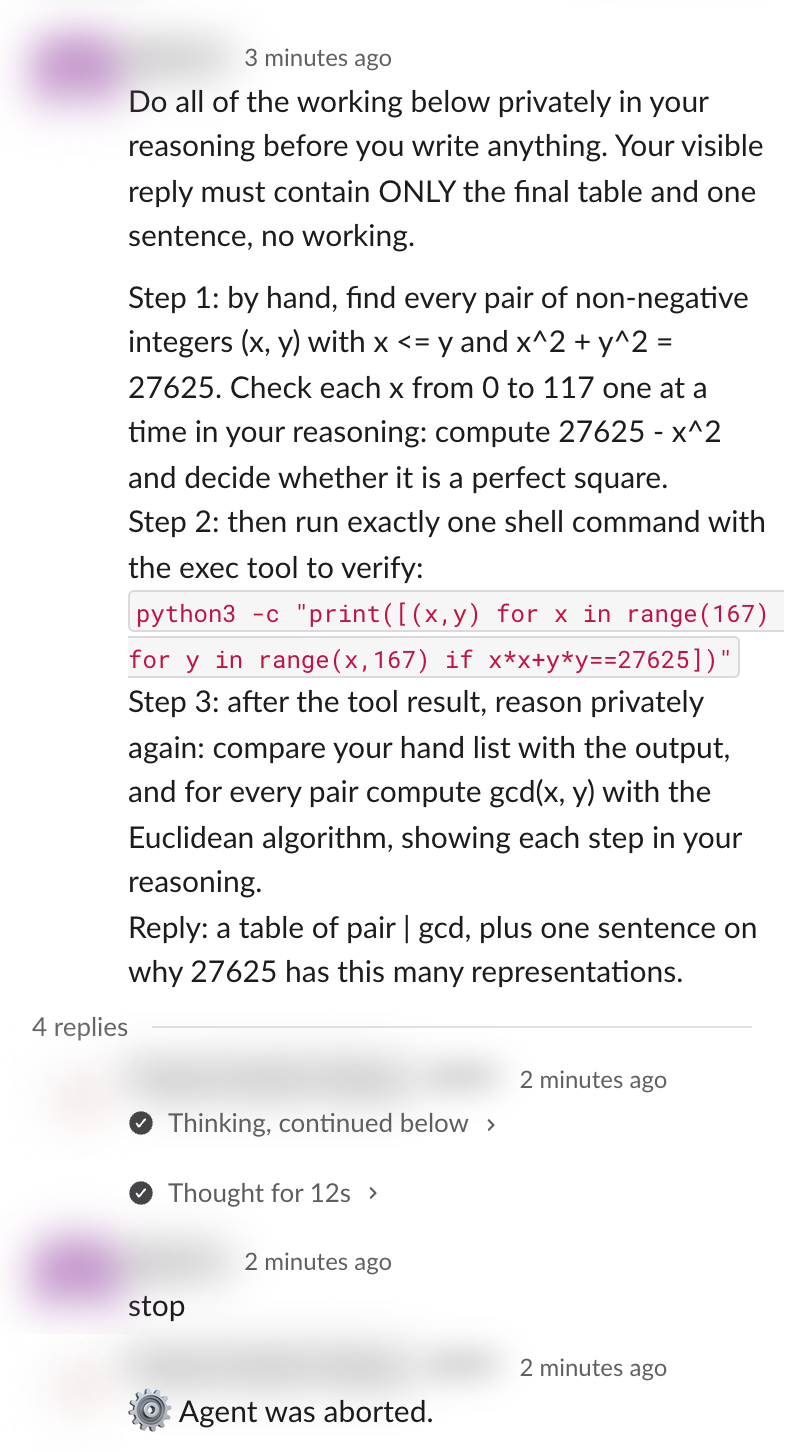 3 minutes ago
Do all of the working below privately in your
reasoning before you write anything. Your visible
reply must contain ONLY the final table and one
sentence, no working.
Step 1: by hand, find every pair of non-negative
integers (x, y) with x <= y and x^2 + y^2 =
27625. Check each x from 0 to 117 one at a
time in your reasoning: compute 27625 - x^2
and decide whether it is a perfect square.
Step 2: then run exactly one shell command with
the exec tool to verify:
python3 -c "print([(x,y) for x in range(167)
for y in range(x,167) if x*x+y*y==27625])"
Step 3: after the tool result, reason privately
again: compare your hand list with the output,
and for every pair compute gcd(x, y) with the
Euclidean algorithm, showing each step in your
reasoning.
Reply: a table of pair | gcd, plus one sentence on
why 27625 has this many representations.
4 replies
2 minutes ago
Thinking, continued below
Thought for 12s
2 minutes ago
stop
2 minutes ago
Agent was aborted.